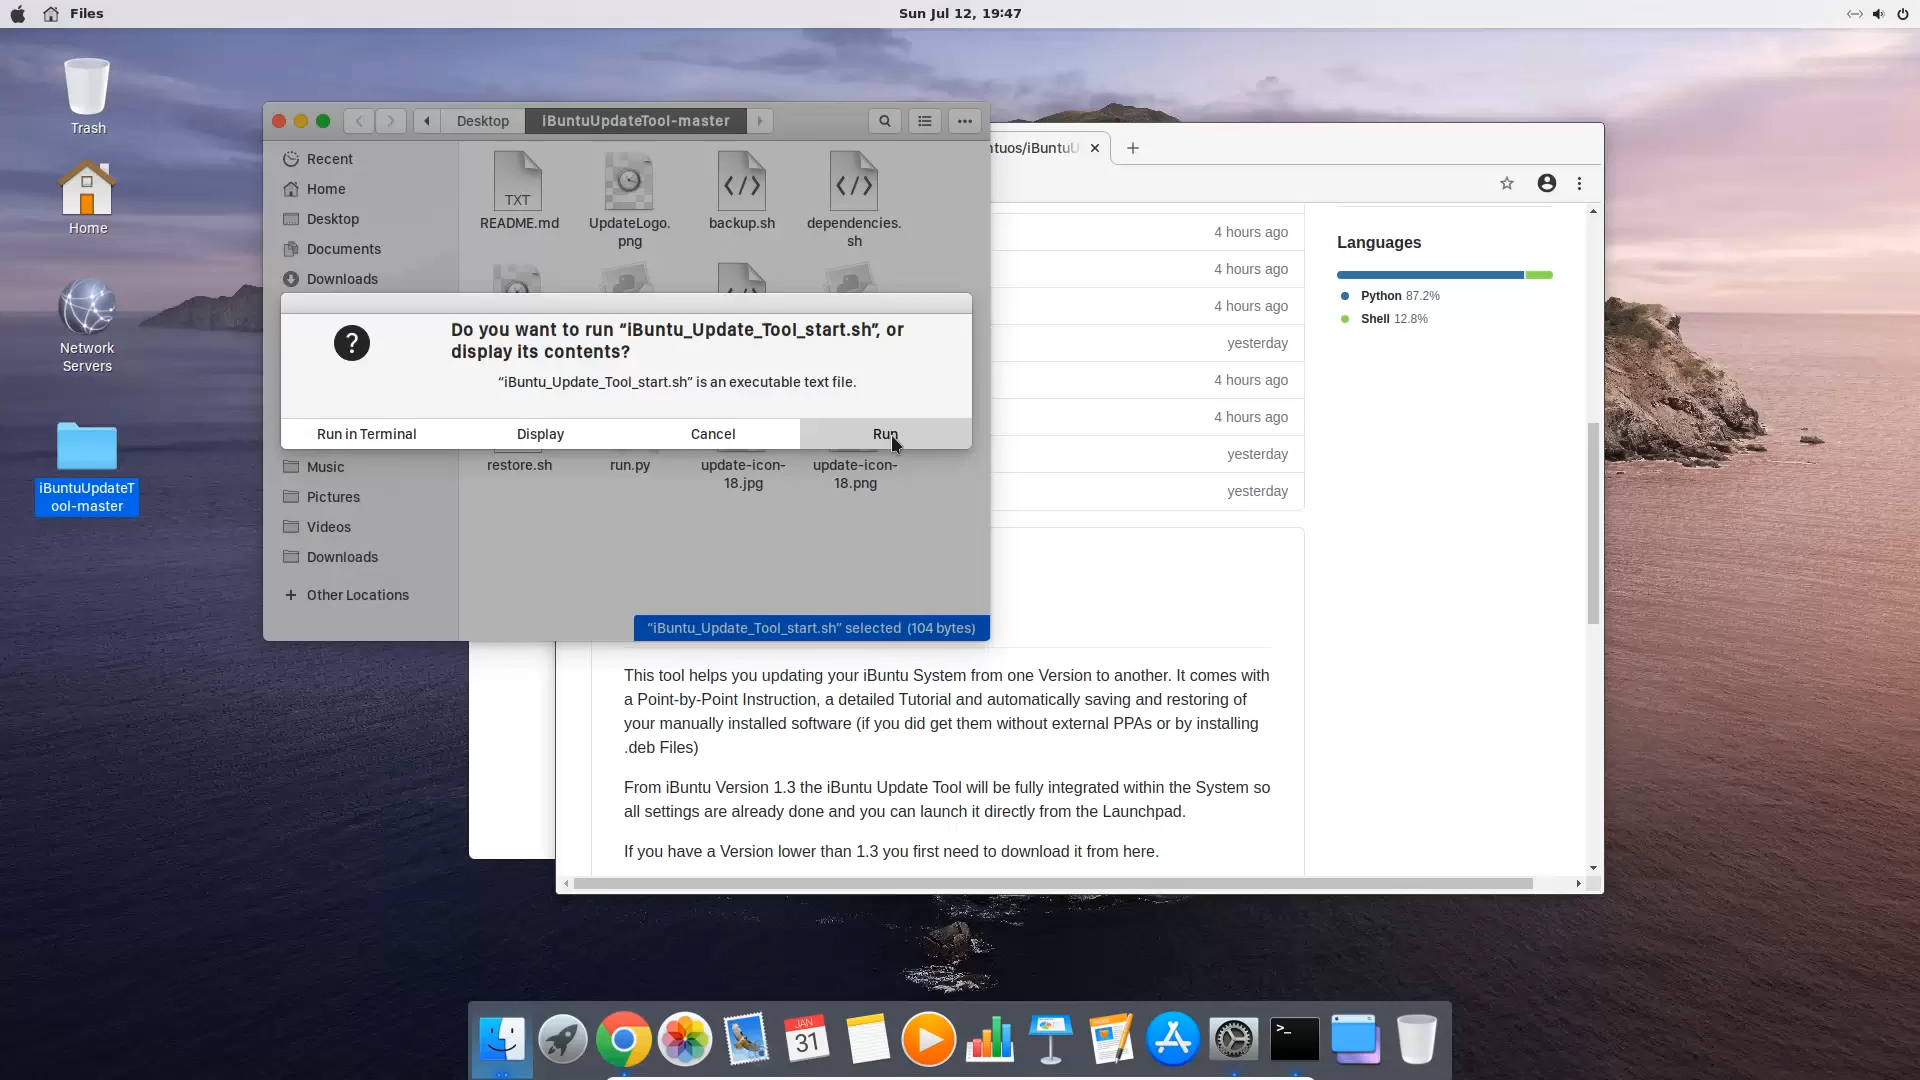 Files
Sun Jul 12, 19:47
Trash
Home
Network
Servers
iBuntuUpdateT
ool-master
Desktop
iBuntuUpdateTool-master
Recent
Home
Desktop
Documents
Downloads
Music
Pictures
Videos
Downloads
Other Locations
TXT
README.md
UpdateLogo.
png
backup.sh
dependencies.
sh
Do you want to run “iBuntu_Update_Tool_start.sh”, or
display its contents?
“iBuntu_Update_Tool_start.sh” is an executable text file.
Run in Terminal
Display
Cancel
Run
restore.sh
run.py
update-icon-
18.jpg
update-icon-
18.png
“iBuntu_Update_Tool_start.sh” selected (104 bytes)
ntuos/iBuntuU
4 hours ago
4 hours ago
4 hours ago
yesterday
4 hours ago
4 hours ago
yesterday
yesterday
Languages
Python 87.2%
Shell 12.8%
This tool helps you updating your iBuntu System from one Version to another. It comes with
a Point-by-Point Instruction, a detailed Tutorial and automatically saving and restoring of
your manually installed software (if you did get them without external PPAs or by installing
.deb Files)
From iBuntu Version 1.3 the iBuntu Update Tool will be fully integrated within the System so
all settings are already done and you can launch it directly from the Launchpad.
If you have a Version lower than 1.3 you first need to download it from here.
JAN
31
>_